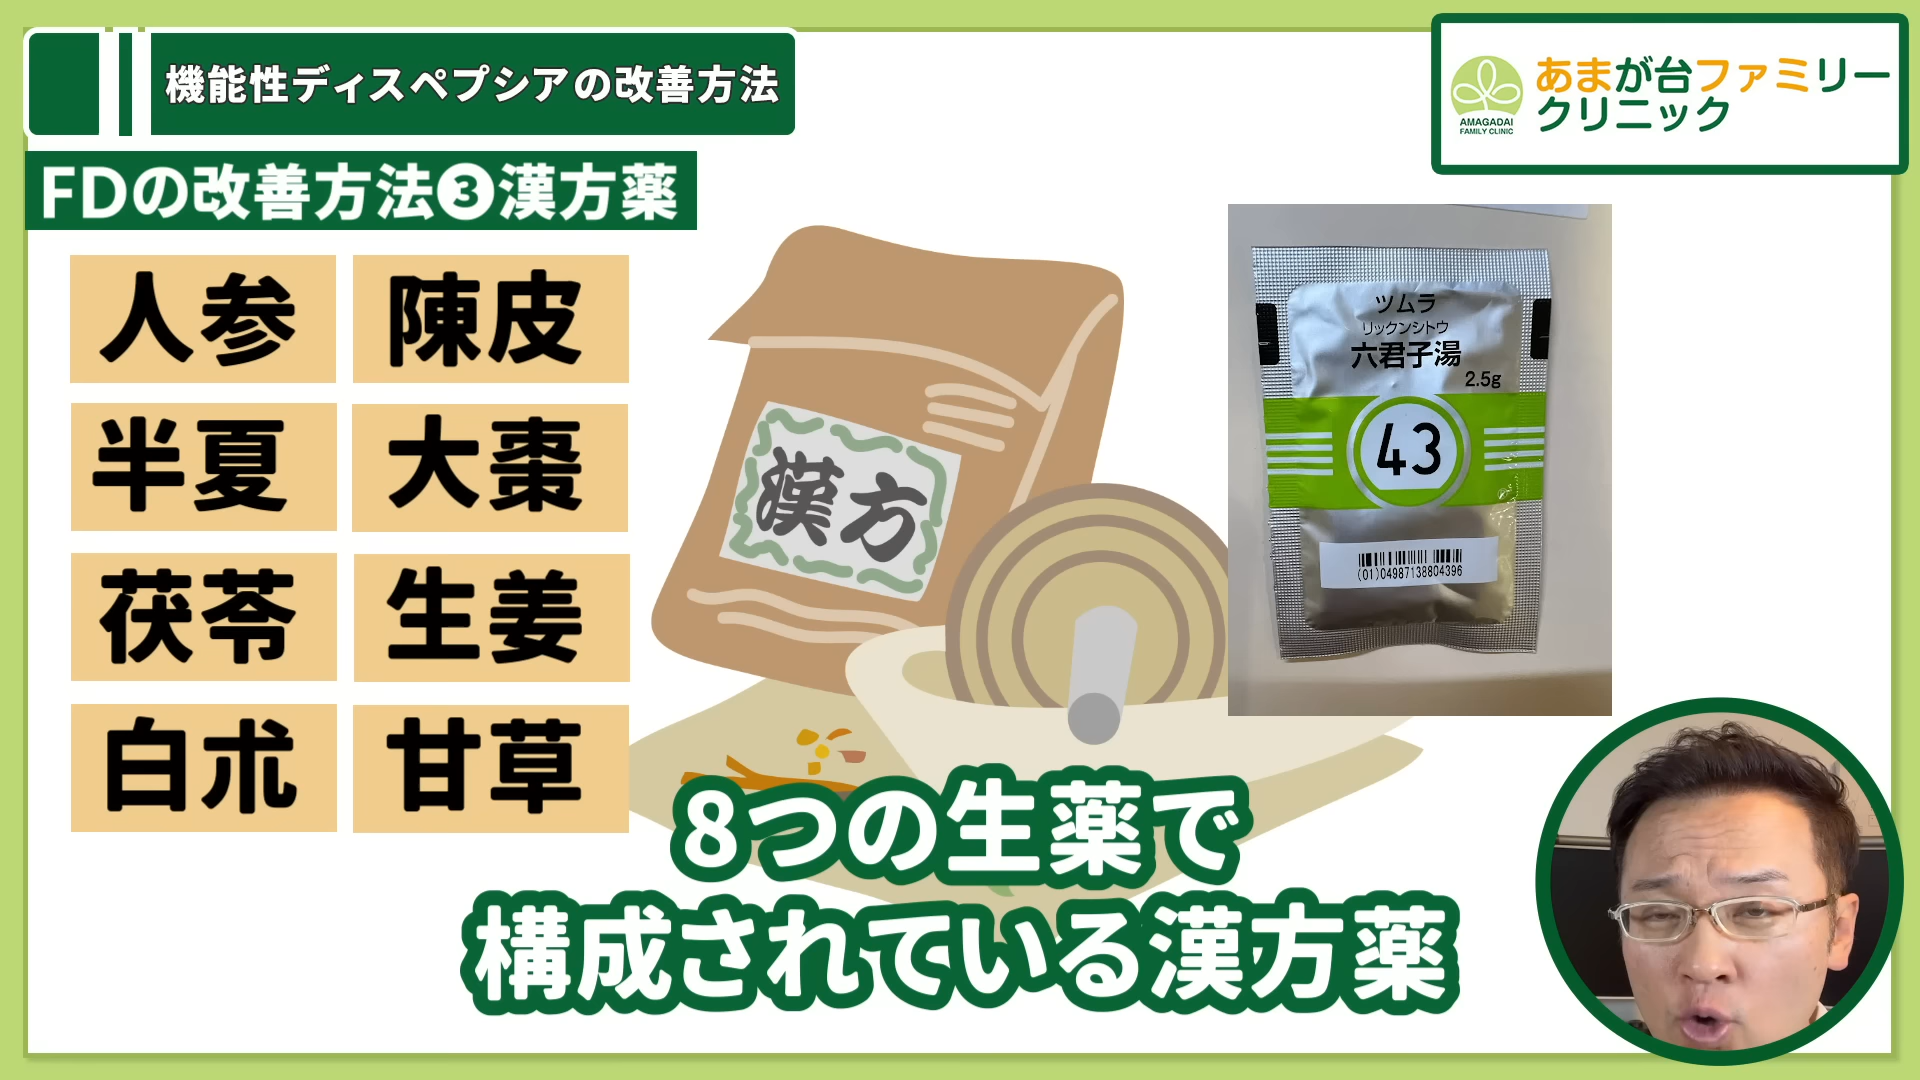 機能性ディスペプシアの改善方法
あまが台ファミリー
クリニック
AMAGADAI
FAMILY CLINIC
FDの改善方法❸漢方薬
人参
陳皮
半夏
大棗
茯苓
生姜
白朮
甘草
漢方
ツムラ
リックンシトウ
六君子湯
2.5g
43
(01)04987138804396
8つの生薬で
構成されている漢方薬